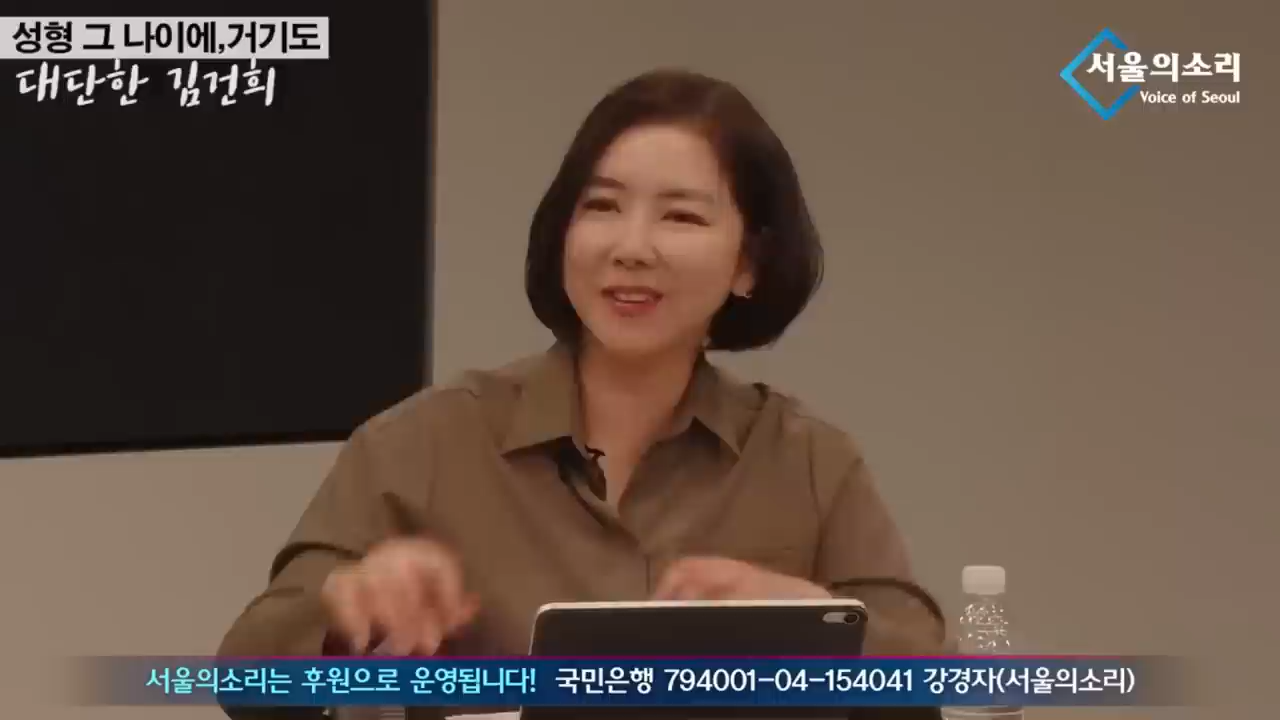 성형 그 나이에,거기도
대단한 김건희
서울의소리
Voice of Seoul
서울의소리는 후원으로 운영됩니다! 국민은행 794001-04-154041 강경자(서울의소리)